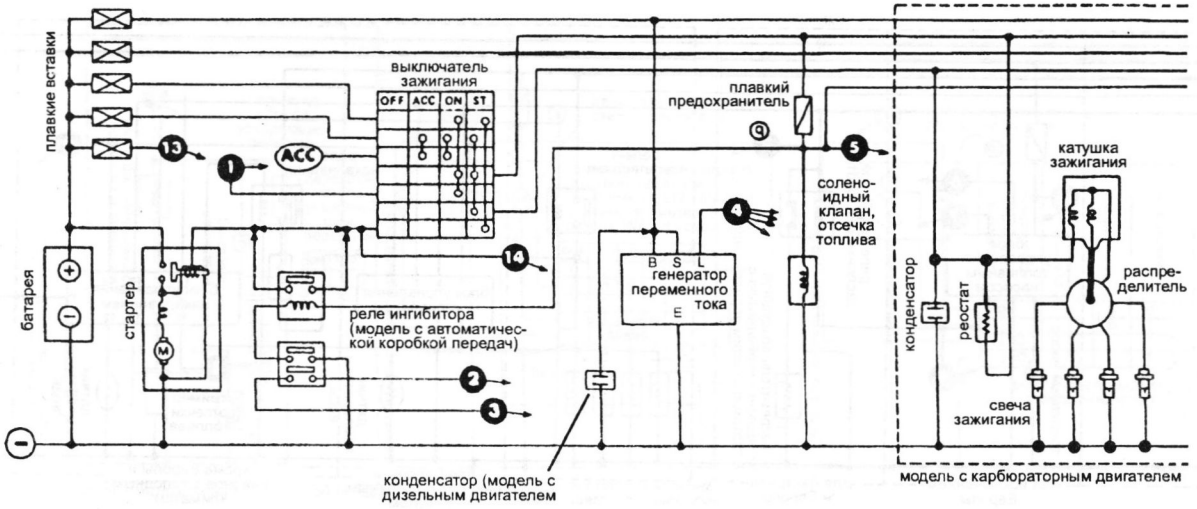 плавкие вставки
выключатель
зажигания
OFF ACC ON ST
13
1
ACC
плавкий
предохранитель
9
5
катушка
зажигания
солено-
идный
клапан,
отсечка
топлива
4
14
B S L
генератор
переменного
тока
E
батарея
+
−
стартер
M
реле ингибитора
(модель с автоматичес-
кой коробкой передач)
2
3
конденсатор
реостат
распре-
делитель
свеча
зажигания
−
конденсатор (модель с
дизельным двигателем
модель с карбюраторным двигателем